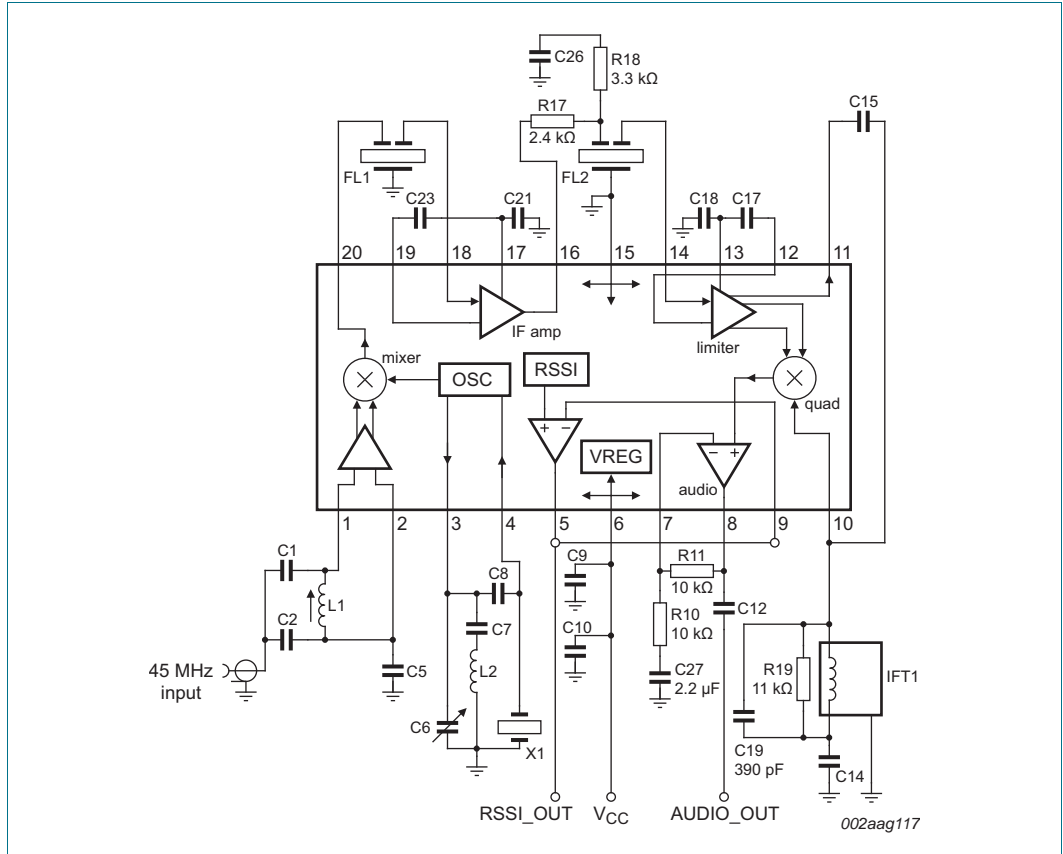 C26
R18
3.3 kΩ
C15
R17
2.4 kΩ
FL1
FL2
C23
C21
C18
C17
20
19
18
17
16
15
14
13
12
11
IF amp
limiter
mixer
OSC
RSSI
quad
+ −
VREG
− +
audio
1
2
3
4
5
6
7
8
9
10
C1
L1
C2
C5
45 MHz
input
C8
C7
L2
C6
X1
C9
C10
R11
10 kΩ
R10
10 kΩ
C12
C27
2.2 µF
R19
11 kΩ
IFT1
C19
390 pF
C14
RSSI_OUT
VCC
AUDIO_OUT
002aag117